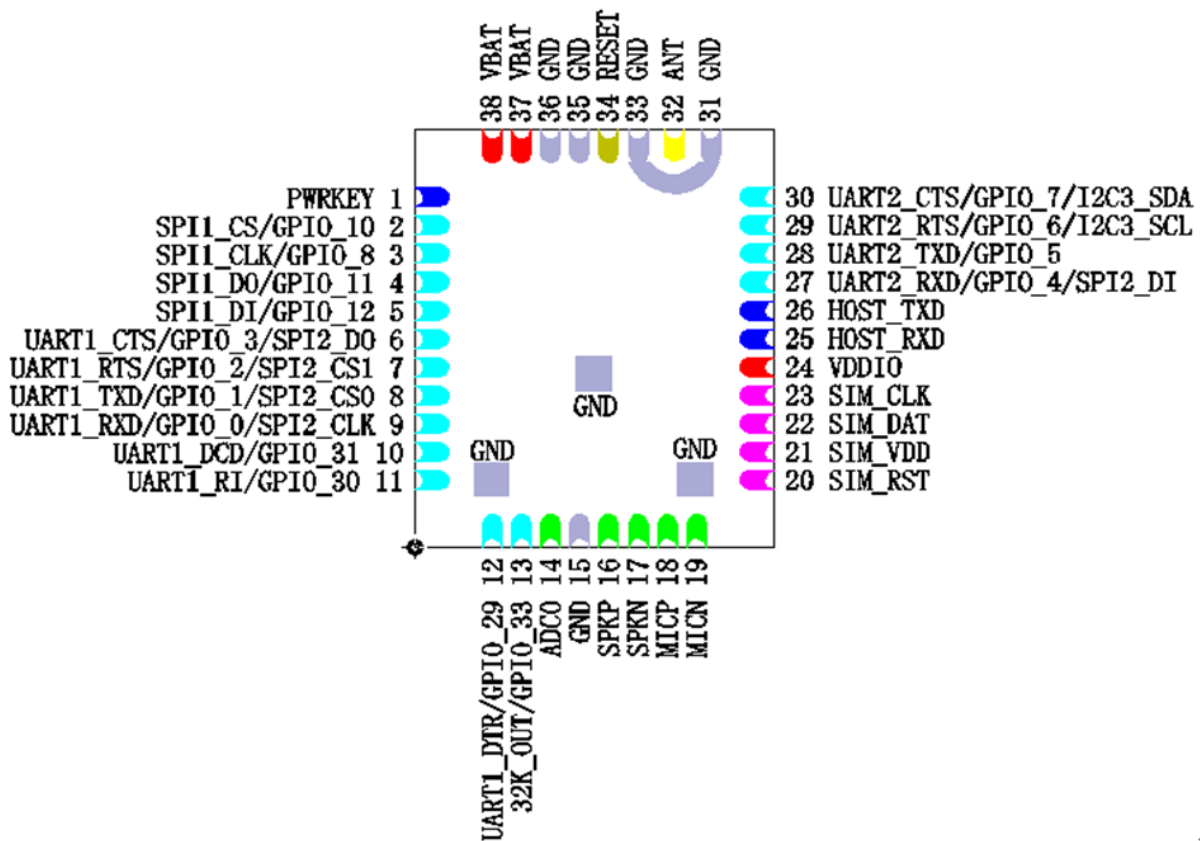 38 VBAT
37 VBAT
36 GND
35 GND
34 RESET
33 GND
32 ANT
31 GND
PWRKEY 1
SPI1_CS/GPIO_10 2
SPI1_CLK/GPIO_8 3
SPI1_DO/GPIO_11 4
SPI1_DI/GPIO_12 5
UART1_CTS/GPIO_3/SPI2_DO 6
UART1_RTS/GPIO_2/SPI2_CS1 7
UART1_TXD/GPIO_1/SPI2_CS0 8
UART1_RXD/GPIO_0/SPI2_CLK 9
UART1_DCD/GPIO_31 10
UART1_RI/GPIO_30 11
30 UART2_CTS/GPIO_7/I2C3_SDA
29 UART2_RTS/GPIO_6/I2C3_SCL
28 UART2_TXD/GPIO_5
27 UART2_RXD/GPIO_4/SPI2_DI
26 HOST_TXD
25 HOST_RXD
24 VDDIO
23 SIM_CLK
22 SIM_DAT
21 SIM_VDD
20 SIM_RST
GND
GND
GND
UART1_DTR/GPIO_29 12
32K_OUT/GPIO_33 13
ADC0 14
GND 15
SPKP 16
SPKN 17
MICP 18
MICN 19